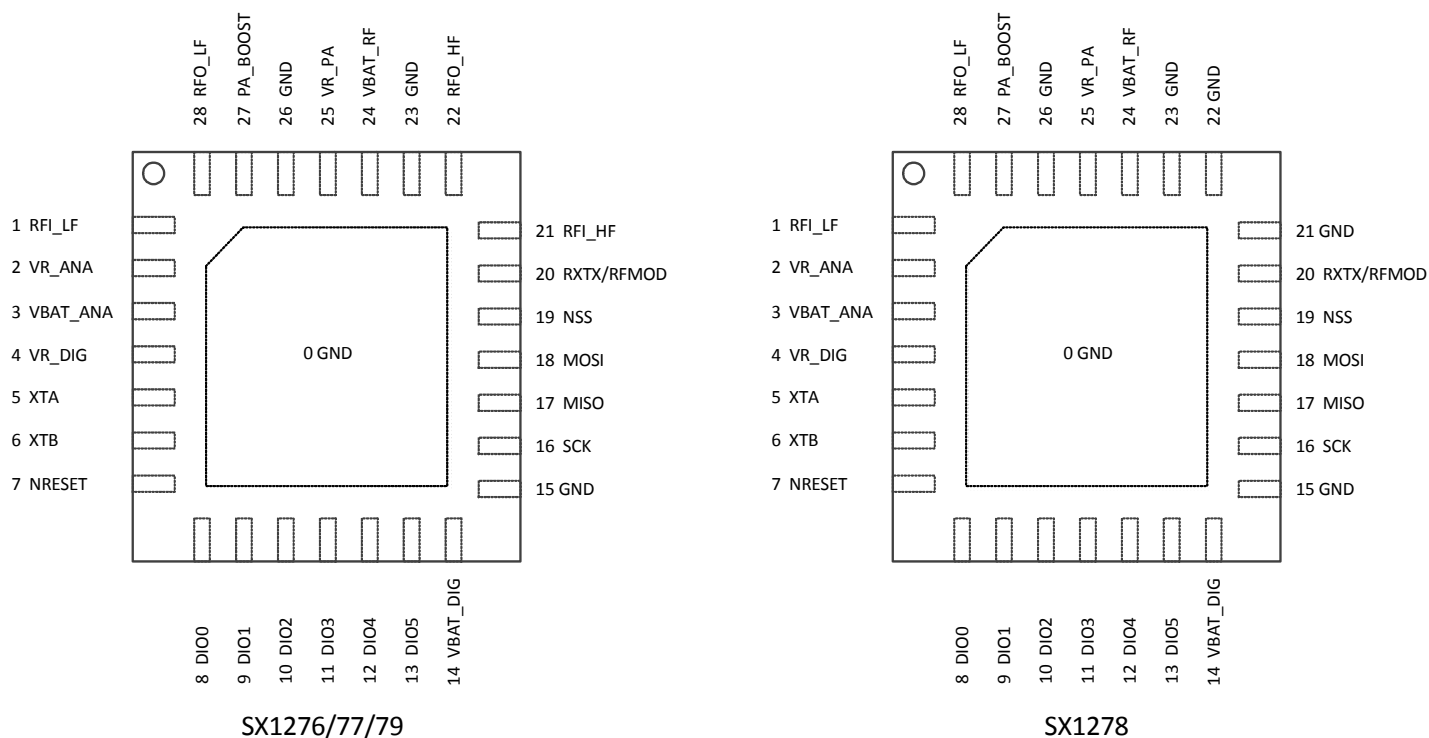 28 RFO_LF
27 PA_BOOST
26 GND
25 VR_PA
24 VBAT_RF
23 GND
22 RFO_HF
1 RFI_LF
2 VR_ANA
3 VBAT_ANA
4 VR_DIG
5 XTA
6 XTB
7 NRESET
0 GND
21 RFI_HF
20 RXTX/RFMOD
19 NSS
18 MOSI
17 MISO
16 SCK
15 GND
8 DIO0
9 DIO1
10 DIO2
11 DIO3
12 DIO4
13 DIO5
14 VBAT_DIG
SX1276/77/79
28 RFO_LF
27 PA_BOOST
26 GND
25 VR_PA
24 VBAT_RF
23 GND
22 GND
1 RFI_LF
2 VR_ANA
3 VBAT_ANA
4 VR_DIG
5 XTA
6 XTB
7 NRESET
0 GND
21 GND
20 RXTX/RFMOD
19 NSS
18 MOSI
17 MISO
16 SCK
15 GND
8 DIO0
9 DIO1
10 DIO2
11 DIO3
12 DIO4
13 DIO5
14 VBAT_DIG
SX1278